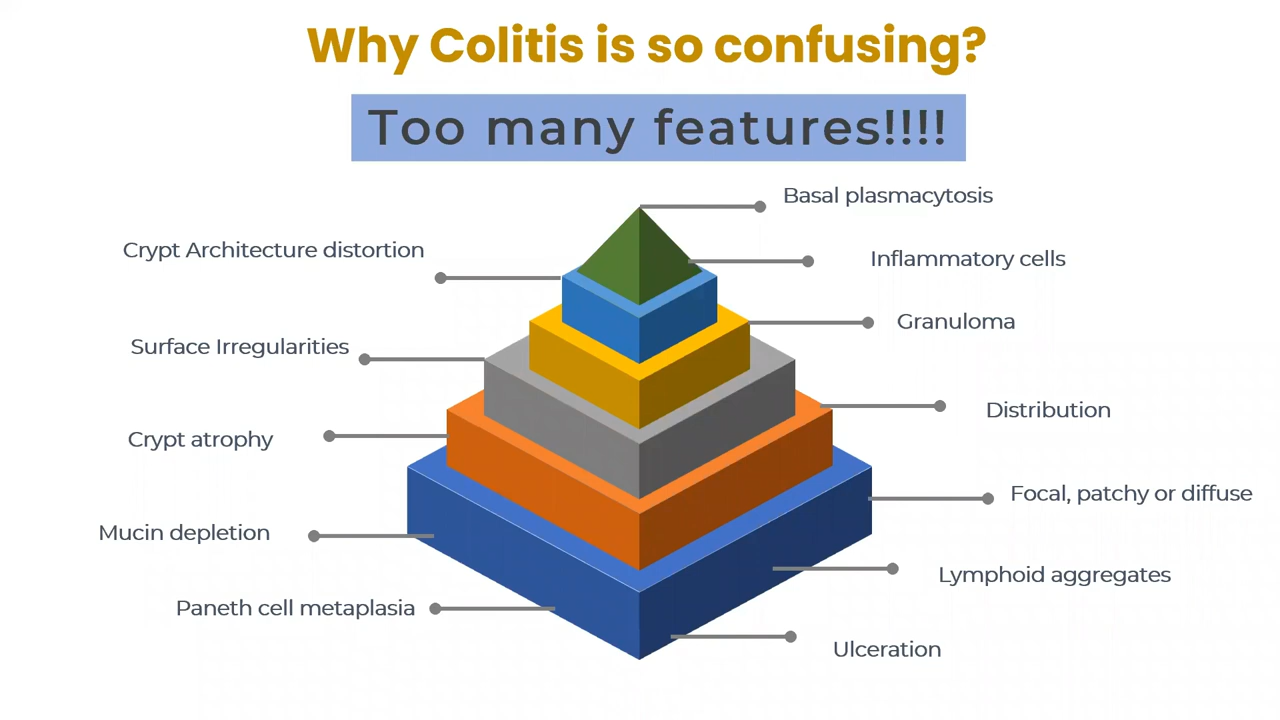 Why Colitis is so confusing?
Too many features!!!!
Basal plasmacytosis
Crypt Architecture distortion
Inflammatory cells
Granuloma
Surface Irregularities
Distribution
Crypt atrophy
Focal, patchy or diffuse
Mucin depletion
Lymphoid aggregates
Paneth cell metaplasia
Ulceration